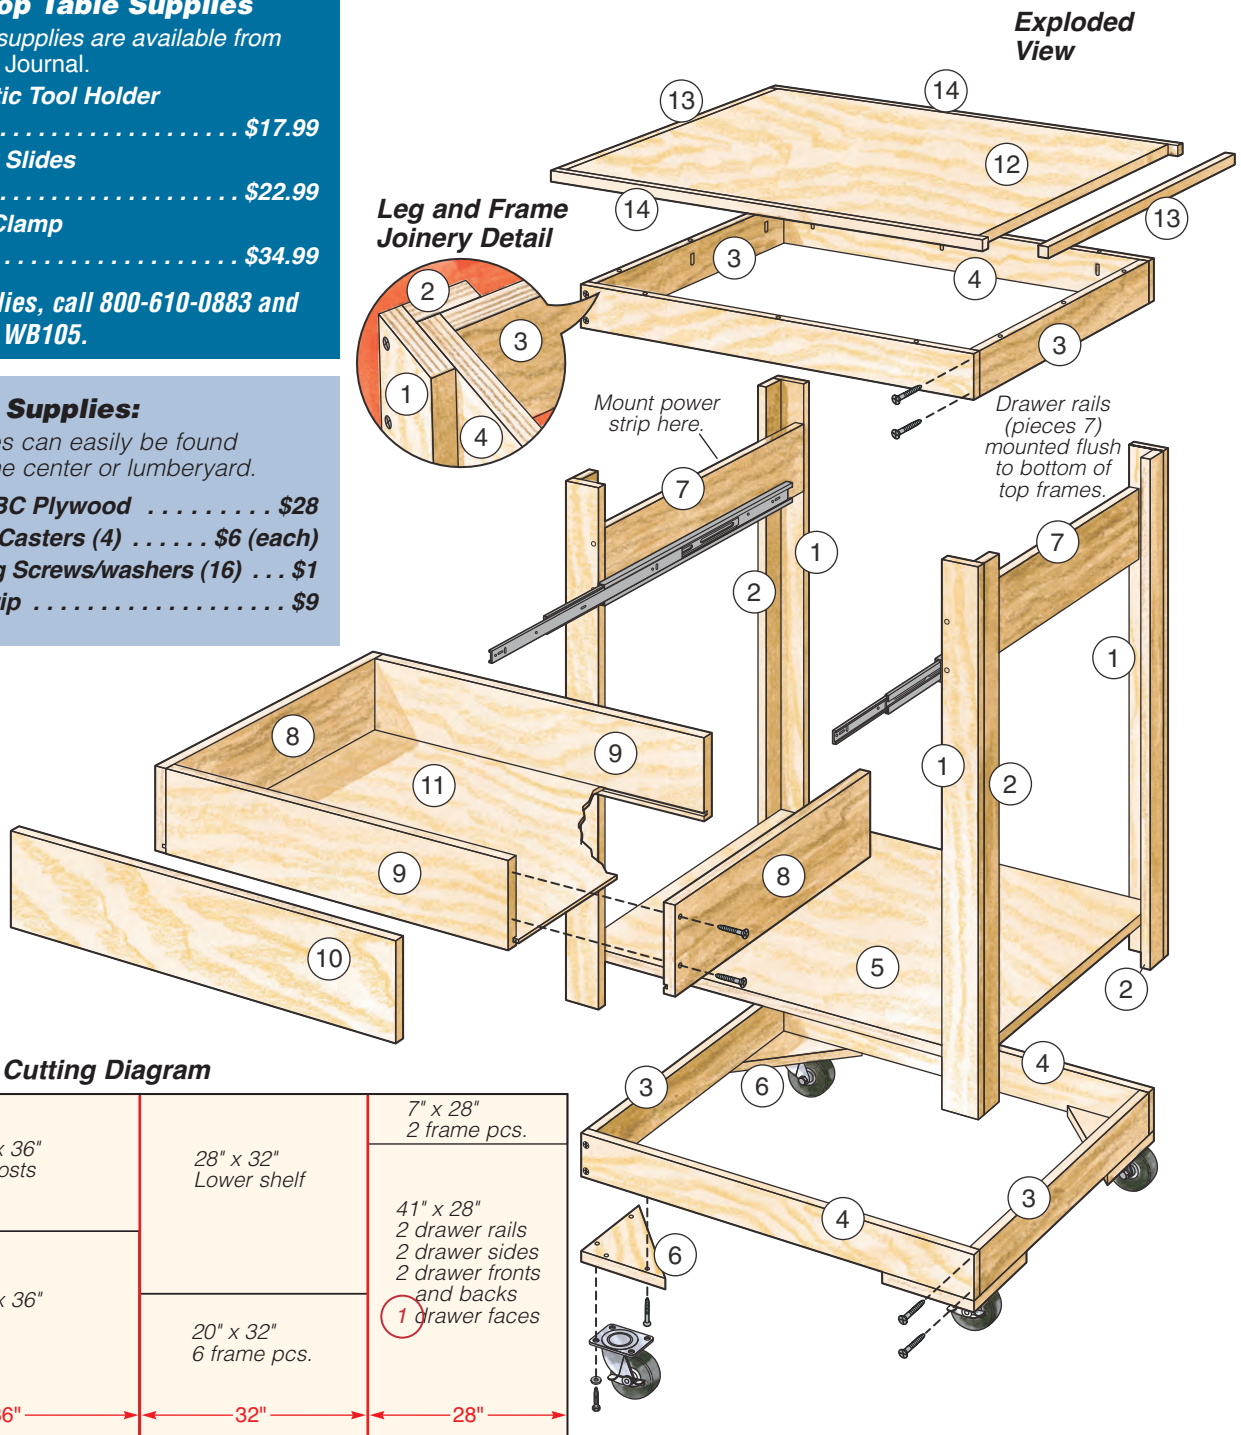 op Table Supplies
supplies are available from
Journal.
tic Tool Holder
. . . . . . . . . . . . . . . . . . . $17.99
Slides
. . . . . . . . . . . . . . . . . . . $22.99
Clamp
. . . . . . . . . . . . . . . . . . . $34.99
lies, call 800-610-0883 and
WB105.
Supplies:
es can easily be found
ne center or lumberyard.
BC Plywood . . . . . . . . . $28
Casters (4) . . . . . . $6 (each)
g Screws/washers (16) . . . $1
rip . . . . . . . . . . . . . . . . . . . . $9
Exploded
View
13
14
12
14
13
3
4
3
Leg and Frame
Joinery Detail
2
3
1
4
Mount power
strip here.
Drawer rails
(pieces 7)
mounted flush
to bottom of
top frames.
7
7
1
2
1
1
2
8
9
11
9
8
10
5
2
3
6
4
3
4
6
Cutting Diagram
x 36"
osts
x 36"
28" x 32"
Lower shelf
20" x 32"
6 frame pcs.
7" x 28"
2 frame pcs.
41" x 28"
2 drawer rails
2 drawer sides
2 drawer fronts
and backs
1 drawer faces
36"
32"
28"